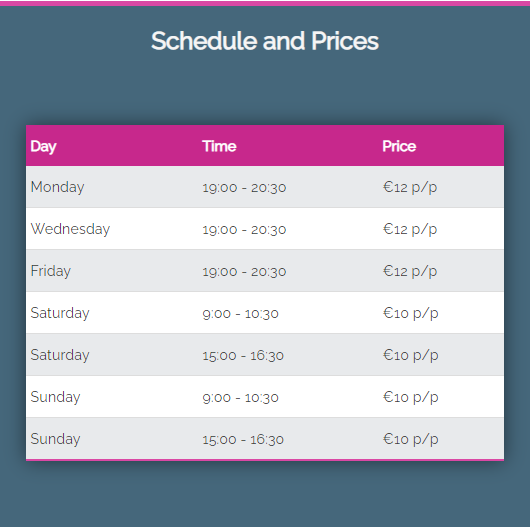 Schedule and Prices
Day Time Price
Monday 19:00 - 20:30 €12 p/p
Wednesday 19:00 - 20:30 €12 p/p
Friday 19:00 - 20:30 €12 p/p
Saturday 9:00 - 10:30 €10 p/p
Saturday 15:00 - 16:30 €10 p/p
Sunday 9:00 - 10:30 €10 p/p
Sunday 15:00 - 16:30 €10 p/p